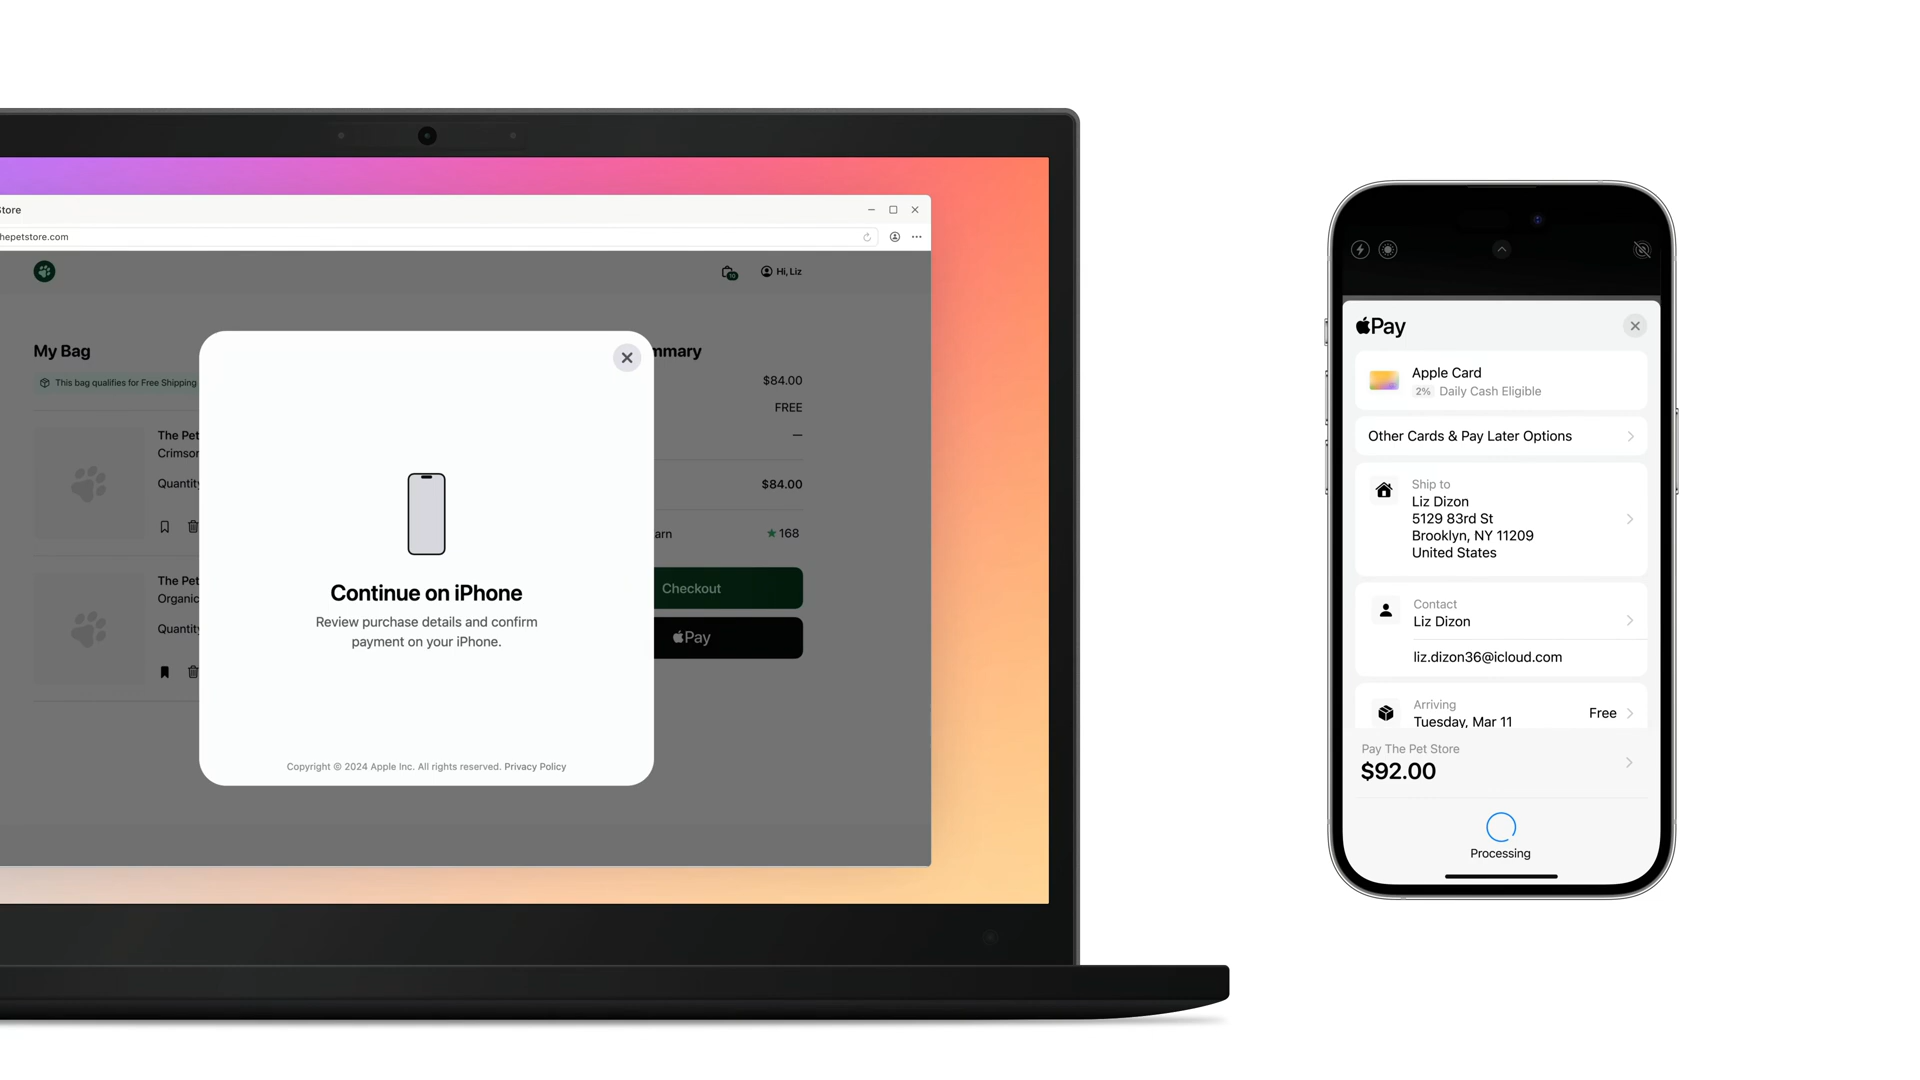 Store
hepetstore.com
Hi, Liz
My Bag
This bag qualifies for Free Shipping
The Pet
Crimson
Quantity
The Pet
Organic
Quantity
Continue on iPhone
Review purchase details and confirm
payment on your iPhone.
Copyright © 2024 Apple Inc. All rights reserved. Privacy Policy
mmary
$84.00
FREE
—
$84.00
arn
168
Checkout
Pay
Pay
Apple Card
2% Daily Cash Eligible
Other Cards & Pay Later Options
Ship to
Liz Dizon
5129 83rd St
Brooklyn, NY 11209
United States
Contact
Liz Dizon
liz.dizon36@icloud.com
Arriving
Tuesday, Mar 11
Free
Pay The Pet Store
$92.00
Processing